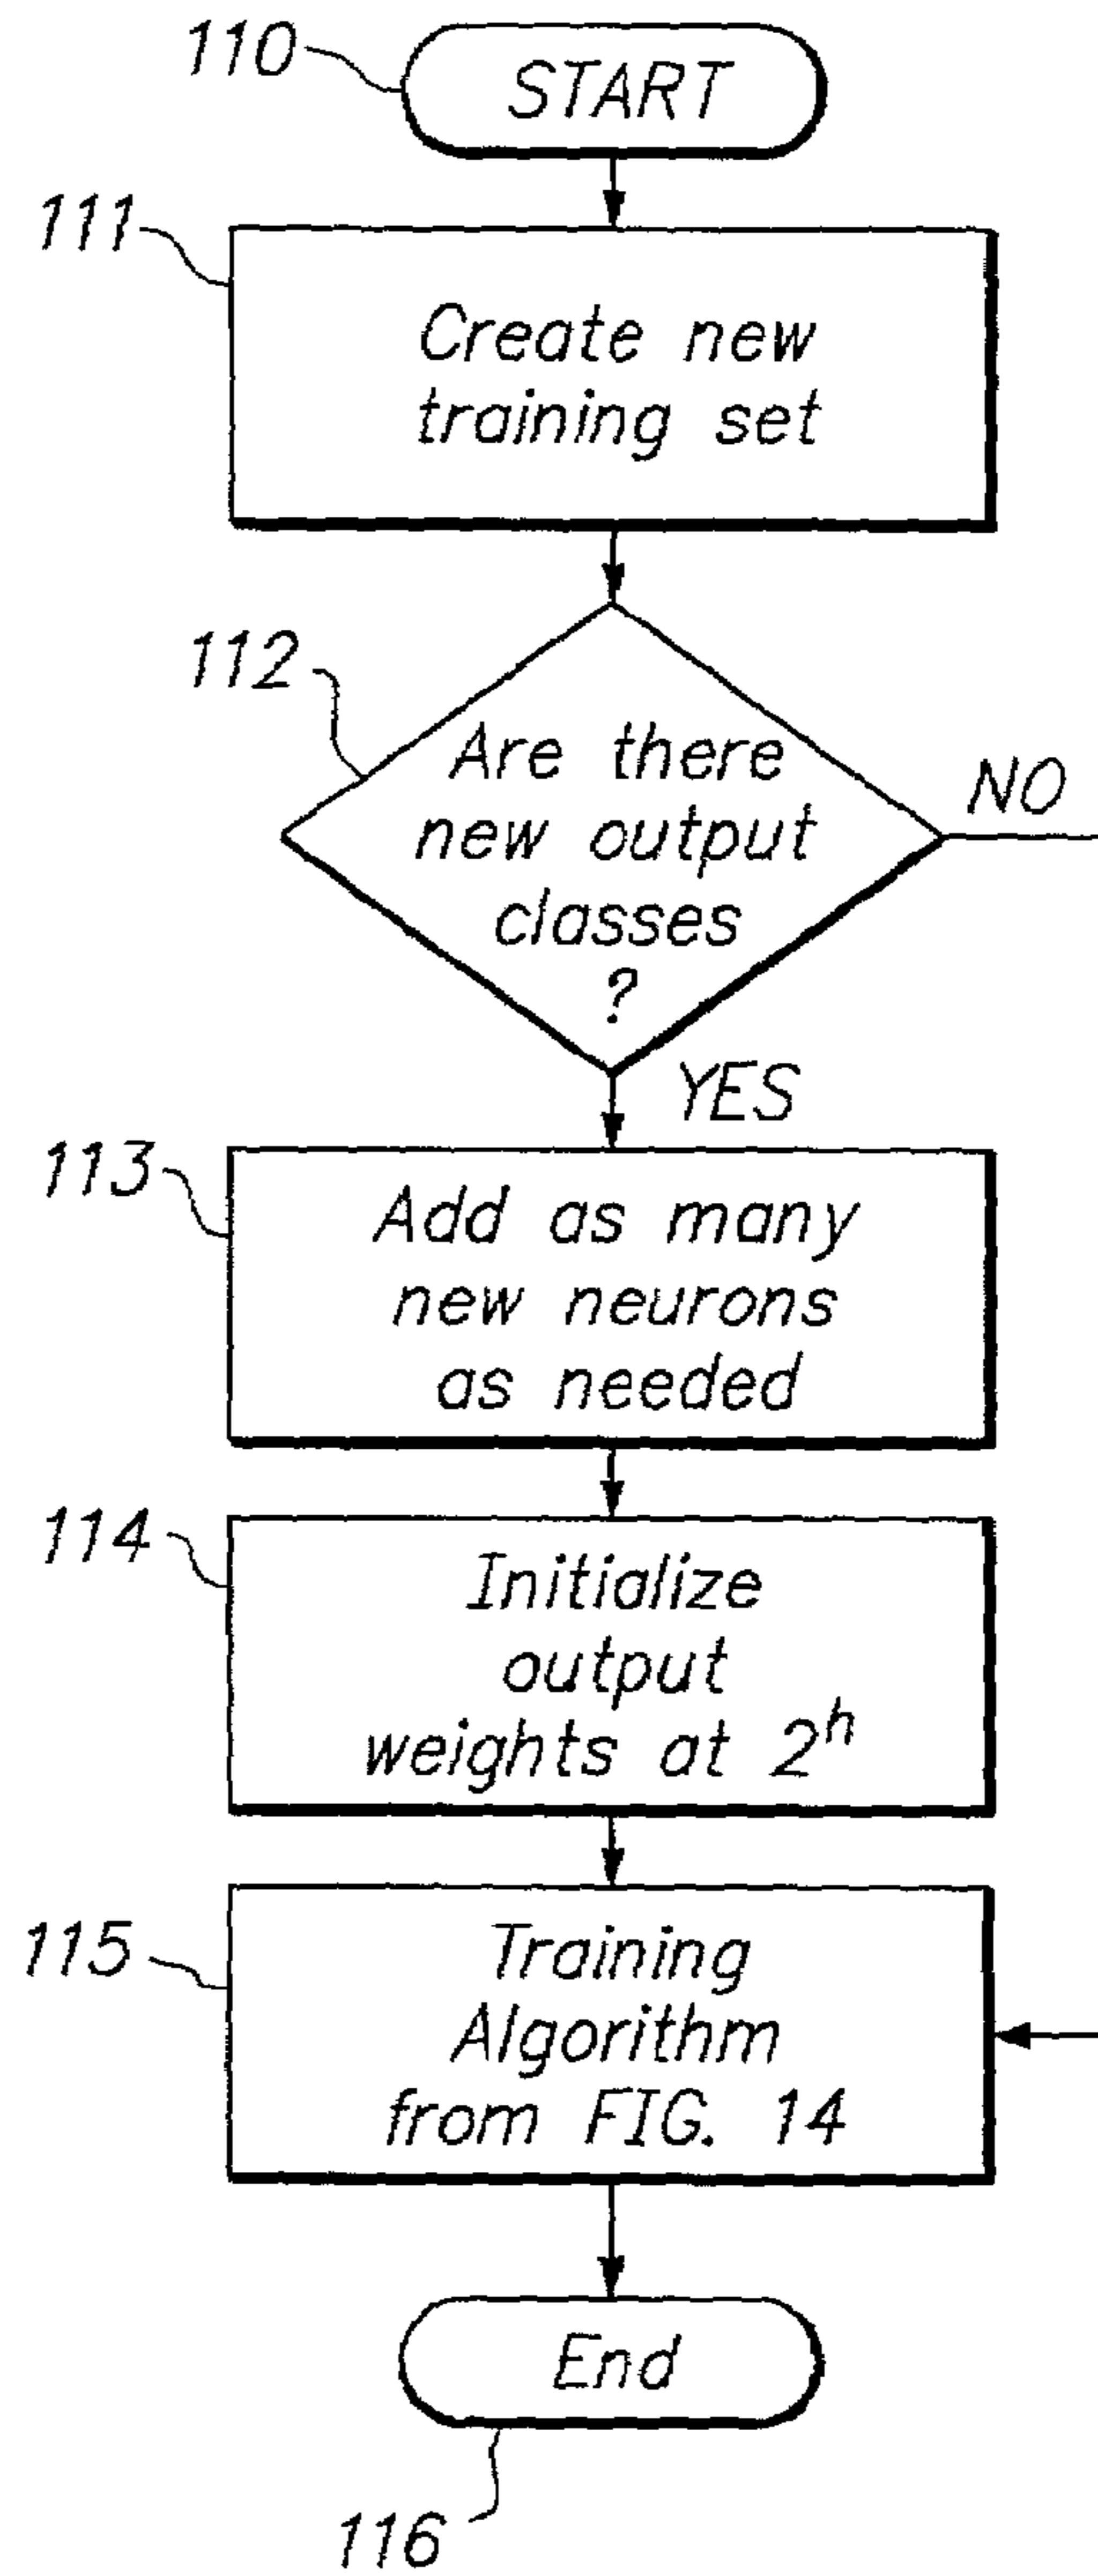 110
START
111
Create new
training set
112
Are there
new output
classes
?
NO
YES
113
Add as many
new neurons
as needed
114
Initialize
output
weights at 2^h
115
Training
Algorithm
from FIG. 14
End
116